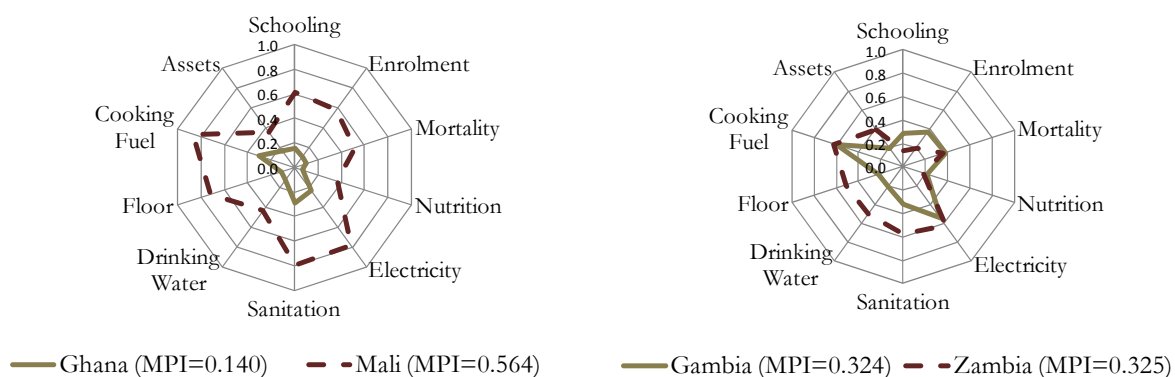 Schooling
1.0
0.8
0.6
0.4
0.2
0.0
Enrolment
Mortality
Nutrition
Electricity
Sanitation
Drinking
Water
Floor
Cooking
Fuel
Assets
Ghana (MPI=0.140)
Mali (MPI=0.564)
Schooling
1.0
0.8
0.6
0.4
0.2
0.0
Enrolment
Mortality
Nutrition
Electricity
Sanitation
Drinking
Water
Floor
Cooking
Fuel
Assets
Gambia (MPI=0.324)
Zambia (MPI=0.325)